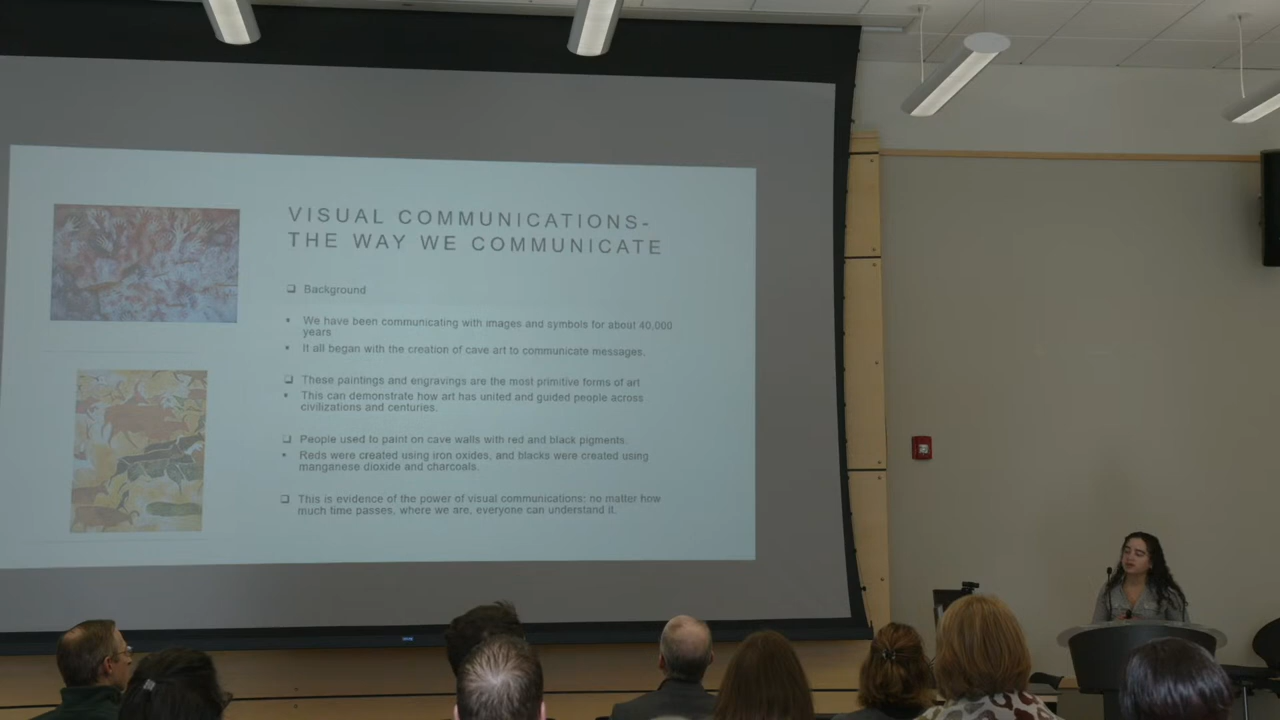 VISUAL COMMUNICATIONS-
THE WAY WE COMMUNICATE
Background
We have been communicating with images and symbols for about 40,000
years
It all began with the creation of cave art to communicate messages.
These paintings and engravings are the most primitive forms of art
This can demonstrate how art has united and guided people across
civilizations and centuries.
People used to paint on cave walls with red and black pigments.
Reds were created using iron oxides, and blacks were created using
manganese dioxide and charcoals.
This is evidence of the power of visual communications: no matter how
much time passes, where we are, everyone can understand it.